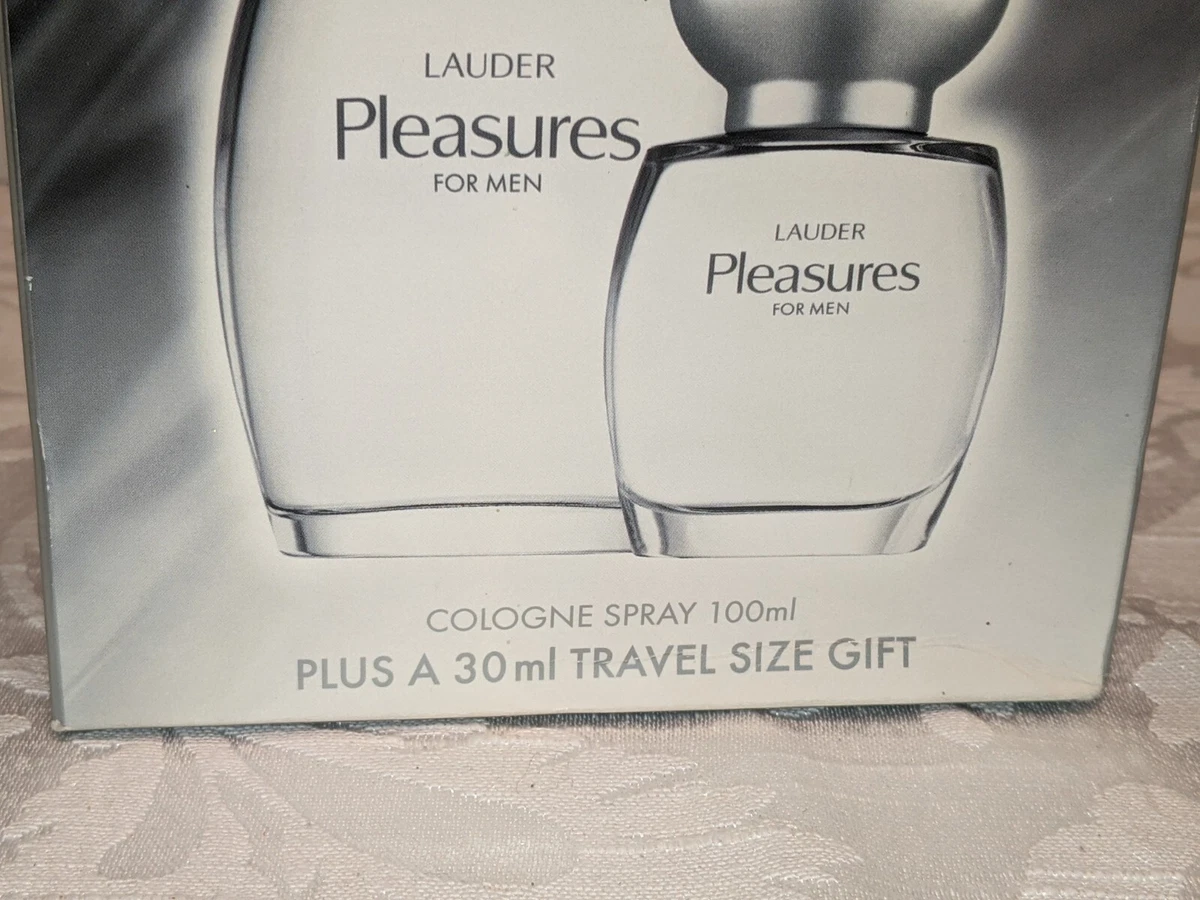 LAUDER
Pleasures
FOR MEN
LAUDER
Pleasures
FOR MEN
COLOGNE SPRAY 100ml
PLUS A 30ml TRAVEL SIZE GIFT